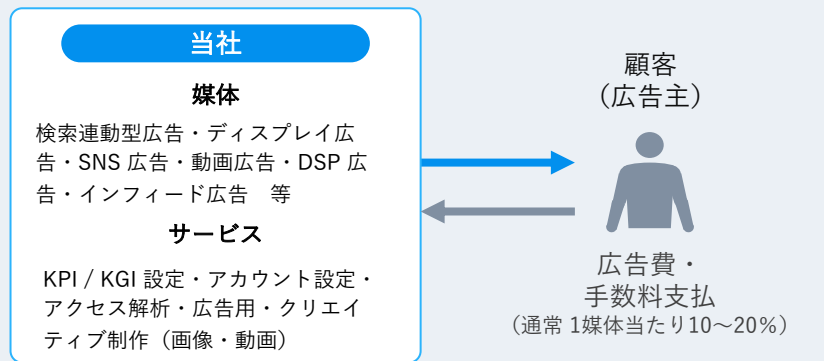 当社
媒体
検索連動型広告・ディスプレイ広
告・SNS 広告・動画広告・DSP 広
告・インフィード広告　等
サービス
KPI / KGI 設定・アカウント設定・
アクセス解析・広告用・クリエイ
ティブ制作（画像・動画）
顧客
（広告主）
広告費・
手数料支払
（通常 1媒体当たり10～20％）